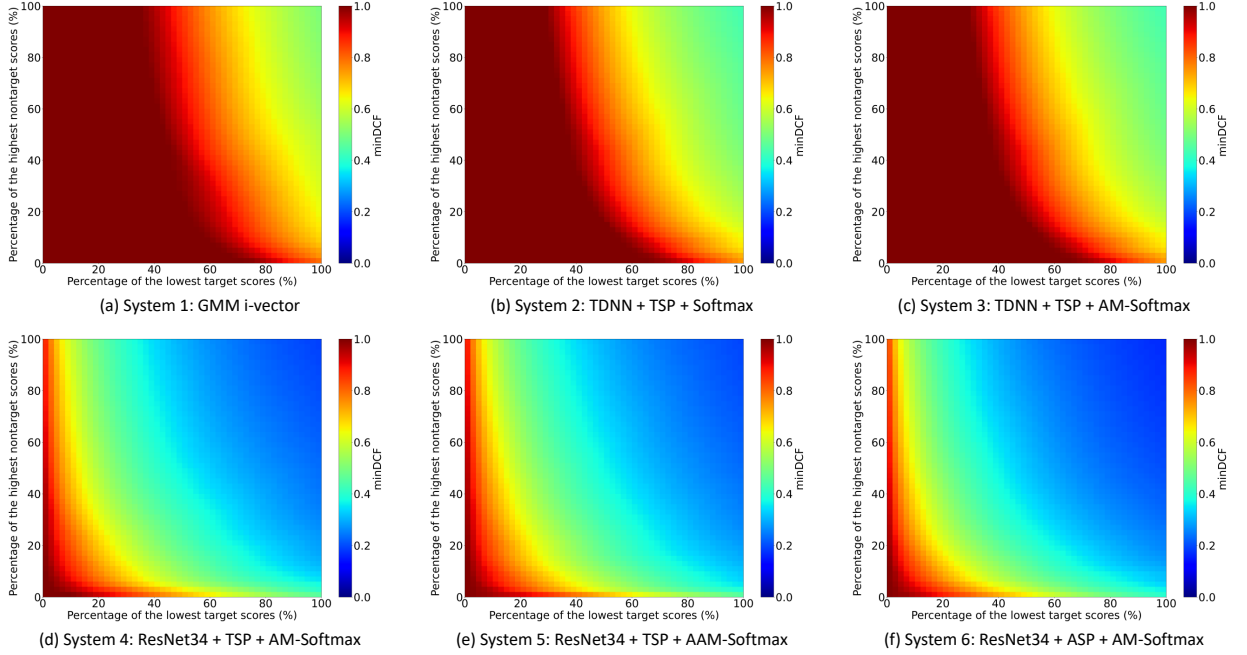 Percentage of the highest nontarget scores (%)
100
80
60
40
20
0
0 20 40 60 80 100
Percentage of the lowest target scores (%)
1.0
0.8
0.6
0.4
0.2
0.0
minDCF
(a) System 1: GMM i-vector
Percentage of the highest nontarget scores (%)
100
80
60
40
20
0
0 20 40 60 80 100
Percentage of the lowest target scores (%)
1.0
0.8
0.6
0.4
0.2
0.0
minDCF
(b) System 2: TDNN + TSP + Softmax
Percentage of the highest nontarget scores (%)
100
80
60
40
20
0
0 20 40 60 80 100
Percentage of the lowest target scores (%)
1.0
0.8
0.6
0.4
0.2
0.0
minDCF
(c) System 3: TDNN + TSP + AM-Softmax
Percentage of the highest nontarget scores (%)
100
80
60
40
20
0
0 20 40 60 80 100
Percentage of the lowest target scores (%)
1.0
0.8
0.6
0.4
0.2
0.0
minDCF
(d) System 4: ResNet34 + TSP + AM-Softmax
Percentage of the highest nontarget scores (%)
100
80
60
40
20
0
0 20 40 60 80 100
Percentage of the lowest target scores (%)
1.0
0.8
0.6
0.4
0.2
0.0
minDCF
(e) System 5: ResNet34 + TSP + AAM-Softmax
Percentage of the highest nontarget scores (%)
100
80
60
40
20
0
0 20 40 60 80 100
Percentage of the lowest target scores (%)
1.0
0.8
0.6
0.4
0.2
0.0
minDCF
(f) System 6: ResNet34 + ASP + AM-Softmax